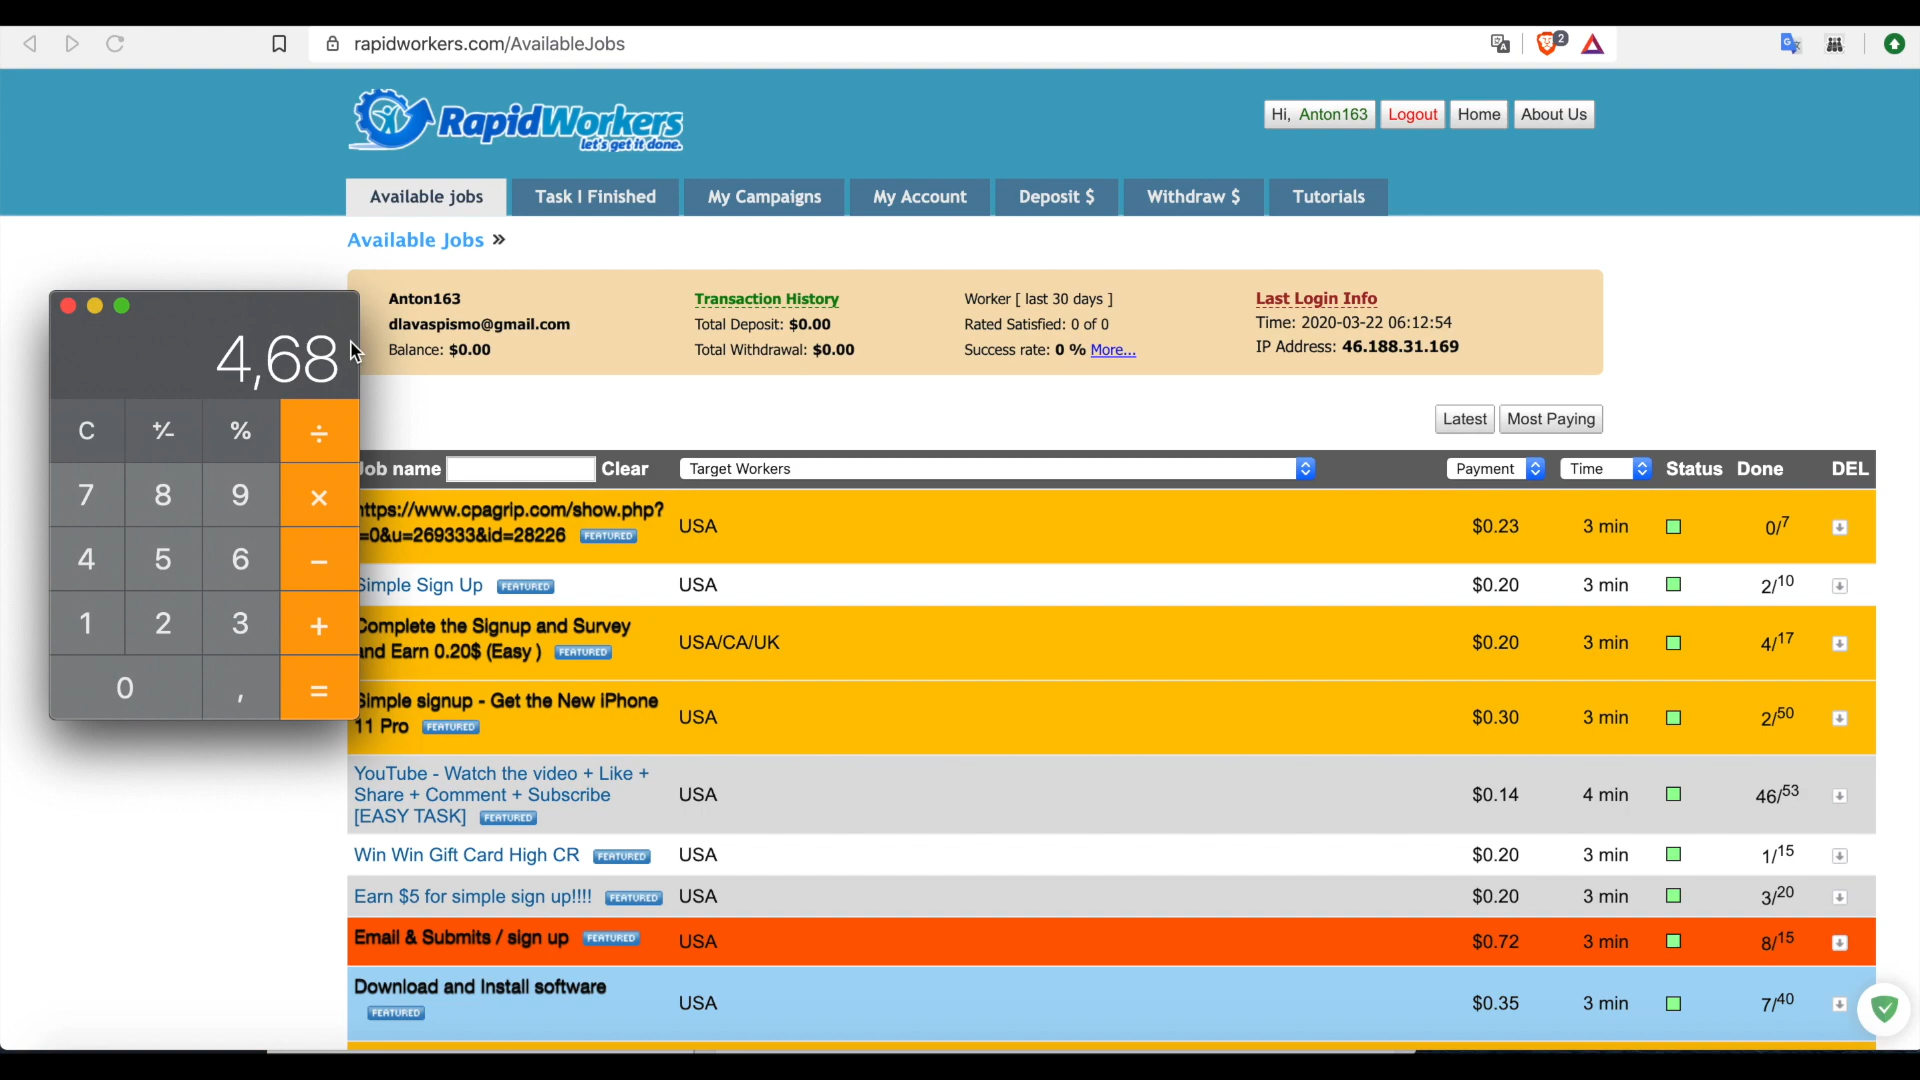 rapidworkers.com/AvailableJobs
2
RapidWorkers
let's get it done.
Hi, Anton163
Logout
Home
About Us
Available jobs
Task I Finished
My Campaigns
My Account
Deposit $
Withdraw $
Tutorials
Available Jobs »
Anton163
dlavaspismo@gmail.com
Balance: $0.00
Transaction History
Total Deposit: $0.00
Total Withdrawal: $0.00
Worker [ last 30 days ]
Rated Satisfied: 0 of 0
Success rate: 0 % More...
Last Login Info
Time: 2020-03-22 06:12:54
IP Address: 46.188.31.169
4,68
C +/- % ÷
7 8 9 ×
4 5 6 −
1 2 3 +
0 , =
Latest
Most Paying
ob name Clear Target Workers Payment Time Status Done DEL
ttps://www.cpagrip.com/show.php?
=0&u=269333&id=28226 FEATURED USA $0.23 3 min 0/7
Simple Sign Up FEATURED USA $0.20 3 min 2/10
Complete the Signup and Survey
and Earn 0.20$ (Easy ) FEATURED USA/CA/UK $0.20 3 min 4/17
Simple signup - Get the New iPhone
11 Pro FEATURED USA $0.30 3 min 2/50
YouTube - Watch the video + Like +
Share + Comment + Subscribe
[EASY TASK] FEATURED USA $0.14 4 min 46/53
Win Win Gift Card High CR FEATURED USA $0.20 3 min 1/15
Earn $5 for simple sign up!!!! FEATURED USA $0.20 3 min 3/20
Email & Submits / sign up FEATURED USA $0.72 3 min 8/15
Download and Install software
FEATURED USA $0.35 3 min 7/40